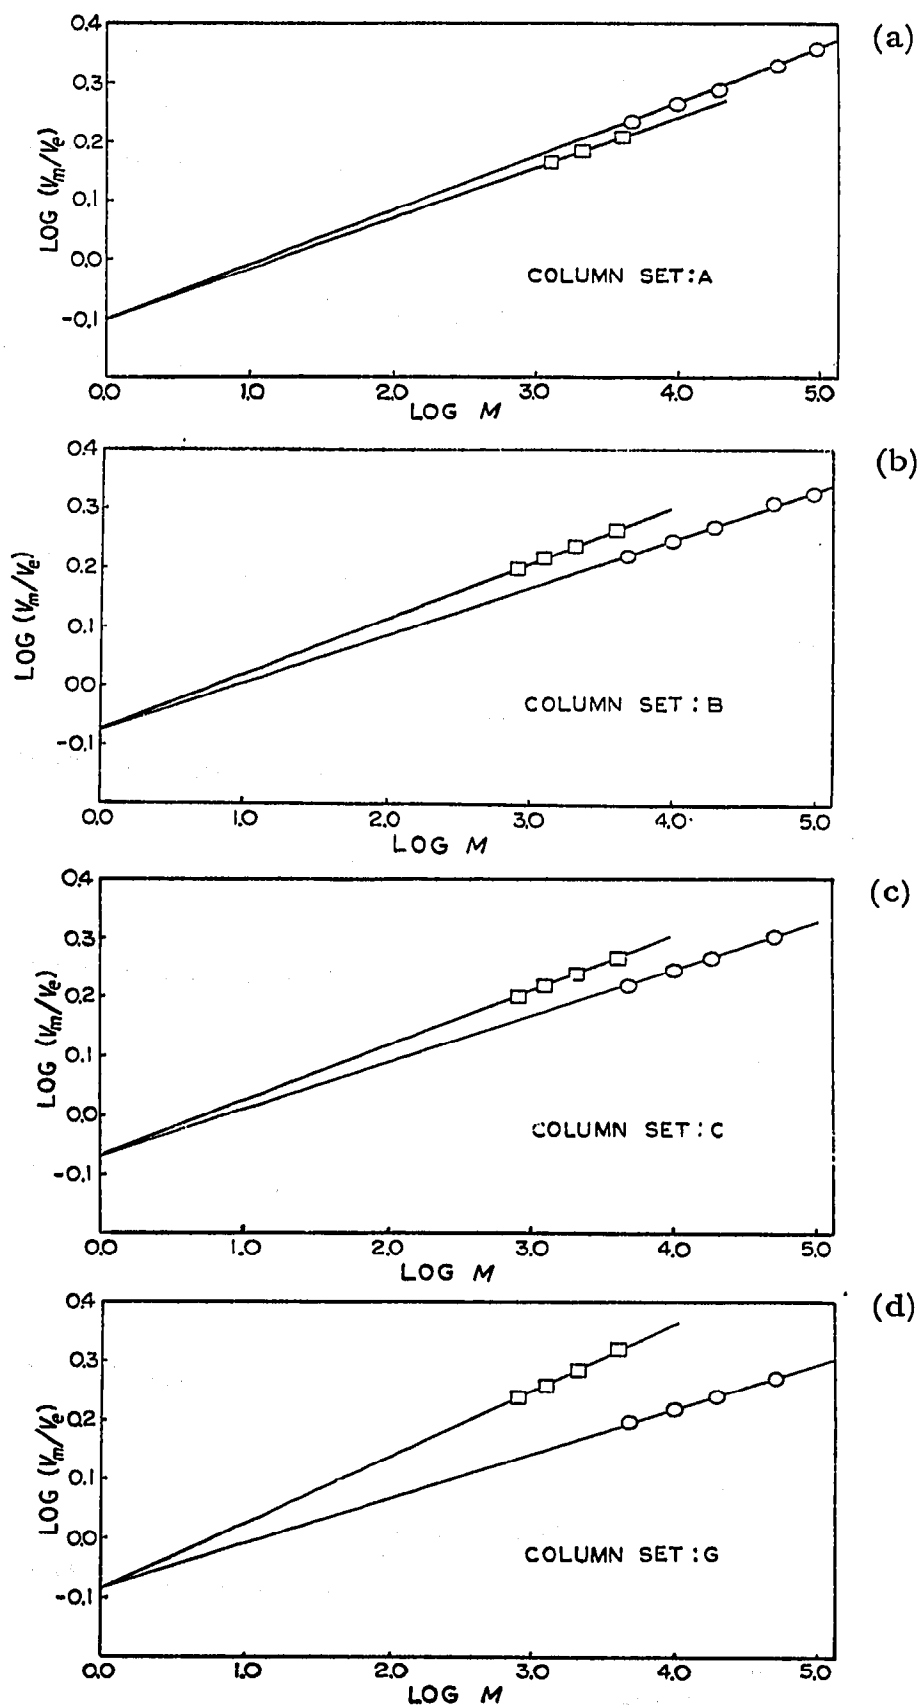 (a)
0.4
0.3
0.2
0.1
0.0
-0.1
LOG (Vm/Ve)
COLUMN SET:A
0.0 1.0 2.0 3.0 4.0 5.0
LOG M
(b)
0.4
0.3
0.2
0.1
0.0
-0.1
LOG (Vm/Ve)
COLUMN SET:B
0.0 1.0 2.0 3.0 4.0 5.0
LOG M
(c)
0.4
0.3
0.2
0.1
0.0
-0.1
LOG (Vm/Ve)
COLUMN SET:C
0.0 1.0 2.0 3.0 4.0 5.0
LOG M
(d)
0.4
0.3
0.2
0.1
0.0
-0.1
LOG (Vm/Ve)
COLUMN SET:G
0.0 1.0 2.0 3.0 4.0 5.0
LOG M